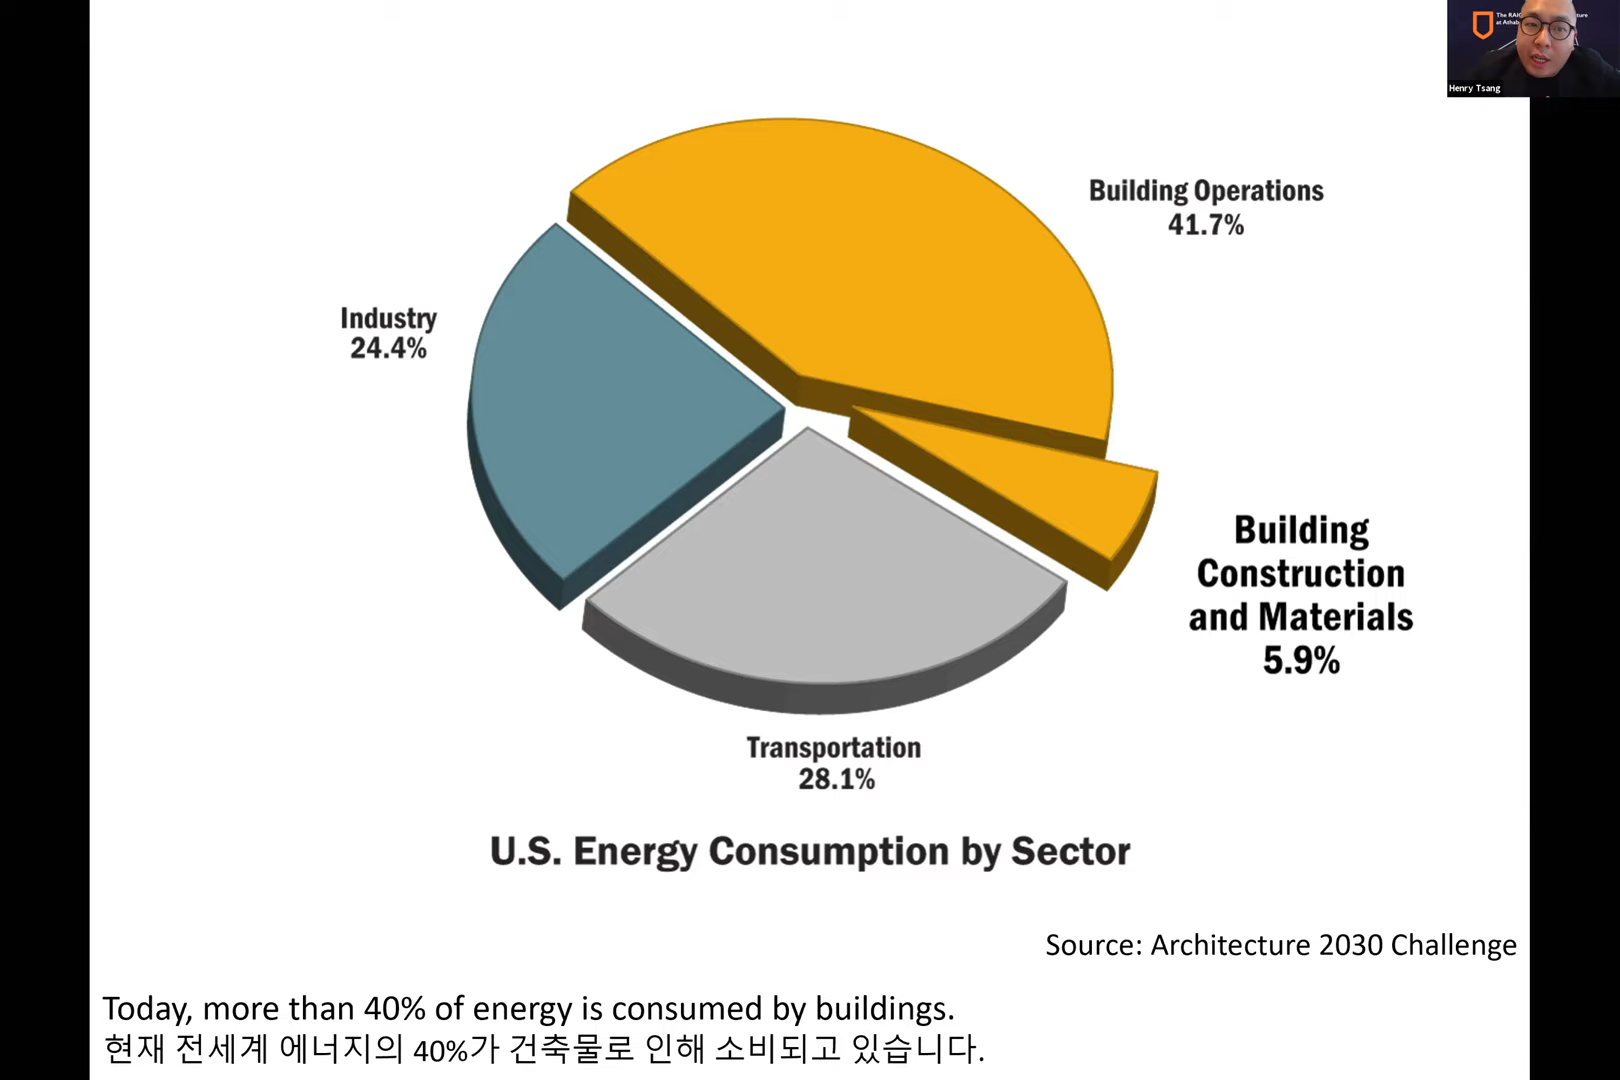 Henry Tsang
Building Operations
41.7%
Industry
24.4%
Building
Construction
and Materials
5.9%
Transportation
28.1%
U.S. Energy Consumption by Sector
Source: Architecture 2030 Challenge
Today, more than 40% of energy is consumed by buildings.
현재 전세계 에너지의 40%가 건축물로 인해 소비되고 있습니다.